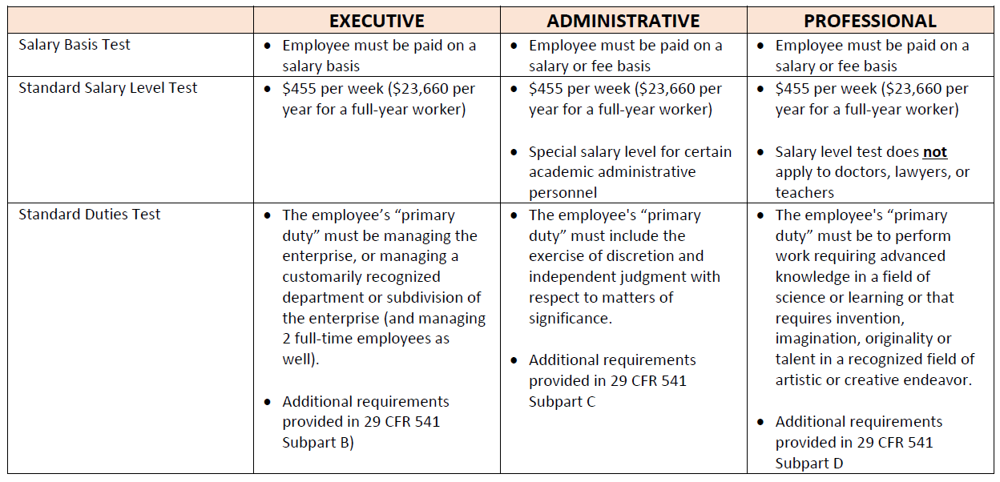 EXECUTIVE
ADMINISTRATIVE
PROFESSIONAL
Salary Basis Test
• Employee must be paid on a
salary basis
• Employee must be paid on a
salary or fee basis
• Employee must be paid on a
salary or fee basis
Standard Salary Level Test
• $455 per week ($23,660 per
year for a full-year worker)
• $455 per week ($23,660 per
year for a full-year worker)
• Special salary level for certain
academic administrative
personnel
• $455 per week ($23,660 per
year for a full-year worker)
• Salary level test does not
apply to doctors, lawyers, or
teachers
Standard Duties Test
• The employee’s “primary
duty” must be managing the
enterprise, or managing a
customarily recognized
department or subdivision of
the enterprise (and managing
2 full-time employees as
well).
• Additional requirements
provided in 29 CFR 541
Subpart B)
• The employee's “primary
duty” must include the
exercise of discretion and
independent judgment with
respect to matters of
significance.
• Additional requirements
provided in 29 CFR 541
Subpart C
• The employee's “primary
duty” must be to perform
work requiring advanced
knowledge in a field of
science or learning or that
requires invention,
imagination, originality or
talent in a recognized field of
artistic or creative endeavor.
• Additional requirements
provided in 29 CFR 541
Subpart D